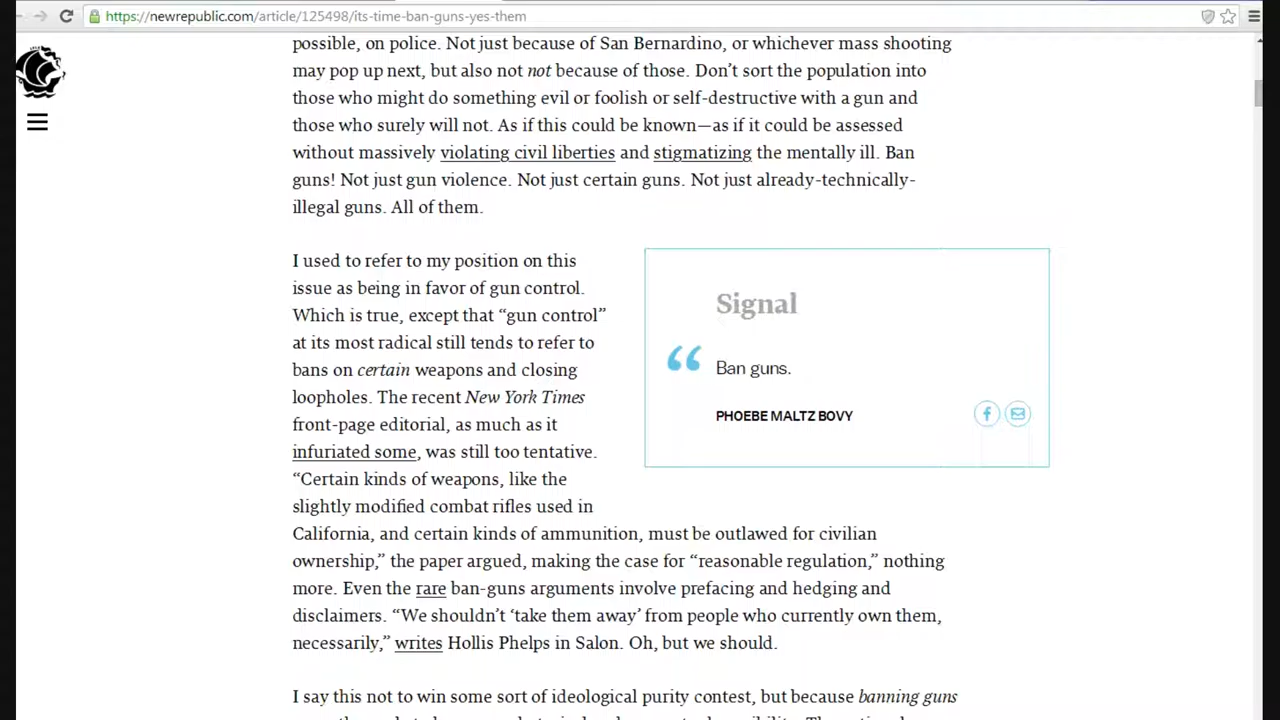 https://newrepublic.com/article/125498/its-time-ban-guns-yes-them
possible, on police. Not just because of San Bernardino, or whichever mass shooting
may pop up next, but also not not because of those. Don’t sort the population into
those who might do something evil or foolish or self-destructive with a gun and
those who surely will not. As if this could be known—as if it could be assessed
without massively violating civil liberties and stigmatizing the mentally ill. Ban
guns! Not just gun violence. Not just certain guns. Not just already-technically-
illegal guns. All of them.
I used to refer to my position on this
issue as being in favor of gun control.
Which is true, except that “gun control”
at its most radical still tends to refer to
bans on certain weapons and closing
loopholes. The recent New York Times
front-page editorial, as much as it
infuriated some, was still too tentative.
“Certain kinds of weapons, like the
slightly modified combat rifles used in
California, and certain kinds of ammunition, must be outlawed for civilian
ownership,” the paper argued, making the case for “reasonable regulation,” nothing
more. Even the rare ban-guns arguments involve prefacing and hedging and
disclaimers. “We shouldn’t ‘take them away’ from people who currently own them,
necessarily,” writes Hollis Phelps in Salon. Oh, but we should.
Signal
“ Ban guns.
PHOEBE MALTZ BOVY
I say this not to win some sort of ideological purity contest, but because banning guns